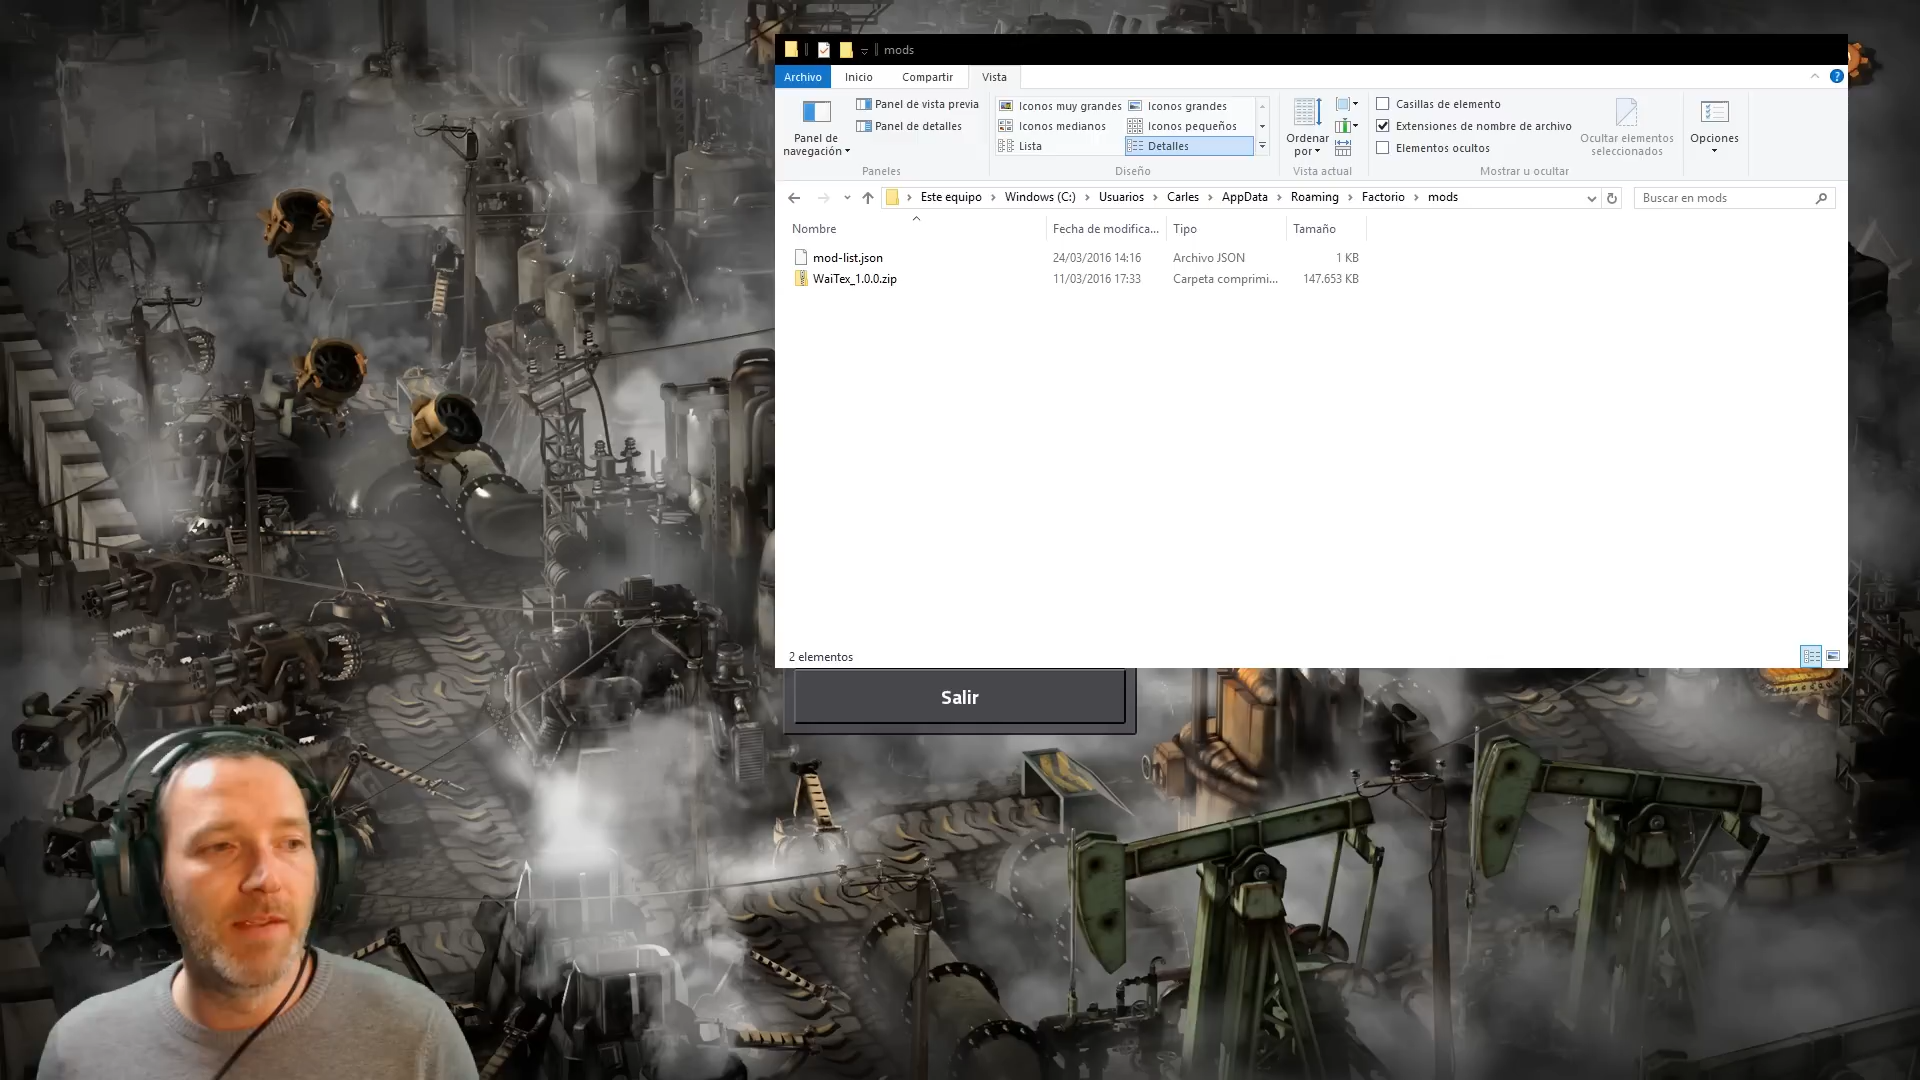 mods
Archivo Inicio Compartir Vista
Panel de navegación
Panel de vista previa
Panel de detalles
Paneles
Iconos muy grandes Iconos grandes
Iconos medianos Iconos pequeños
Lista Detalles
Diseño
Ordenar por
Vista actual
Casillas de elemento
Extensiones de nombre de archivo
Elementos ocultos
Ocultar elementos seleccionados
Mostrar u ocultar
Opciones
Este equipo Windows (C:) Usuarios Carles AppData Roaming Factorio mods
Buscar en mods
Nombre Fecha de modifica... Tipo Tamaño
mod-list.json 24/03/2016 14:16 Archivo JSON 1 KB
WaiTex_1.0.0.zip 11/03/2016 17:33 Carpeta comprimi... 147.653 KB
2 elementos
Salir